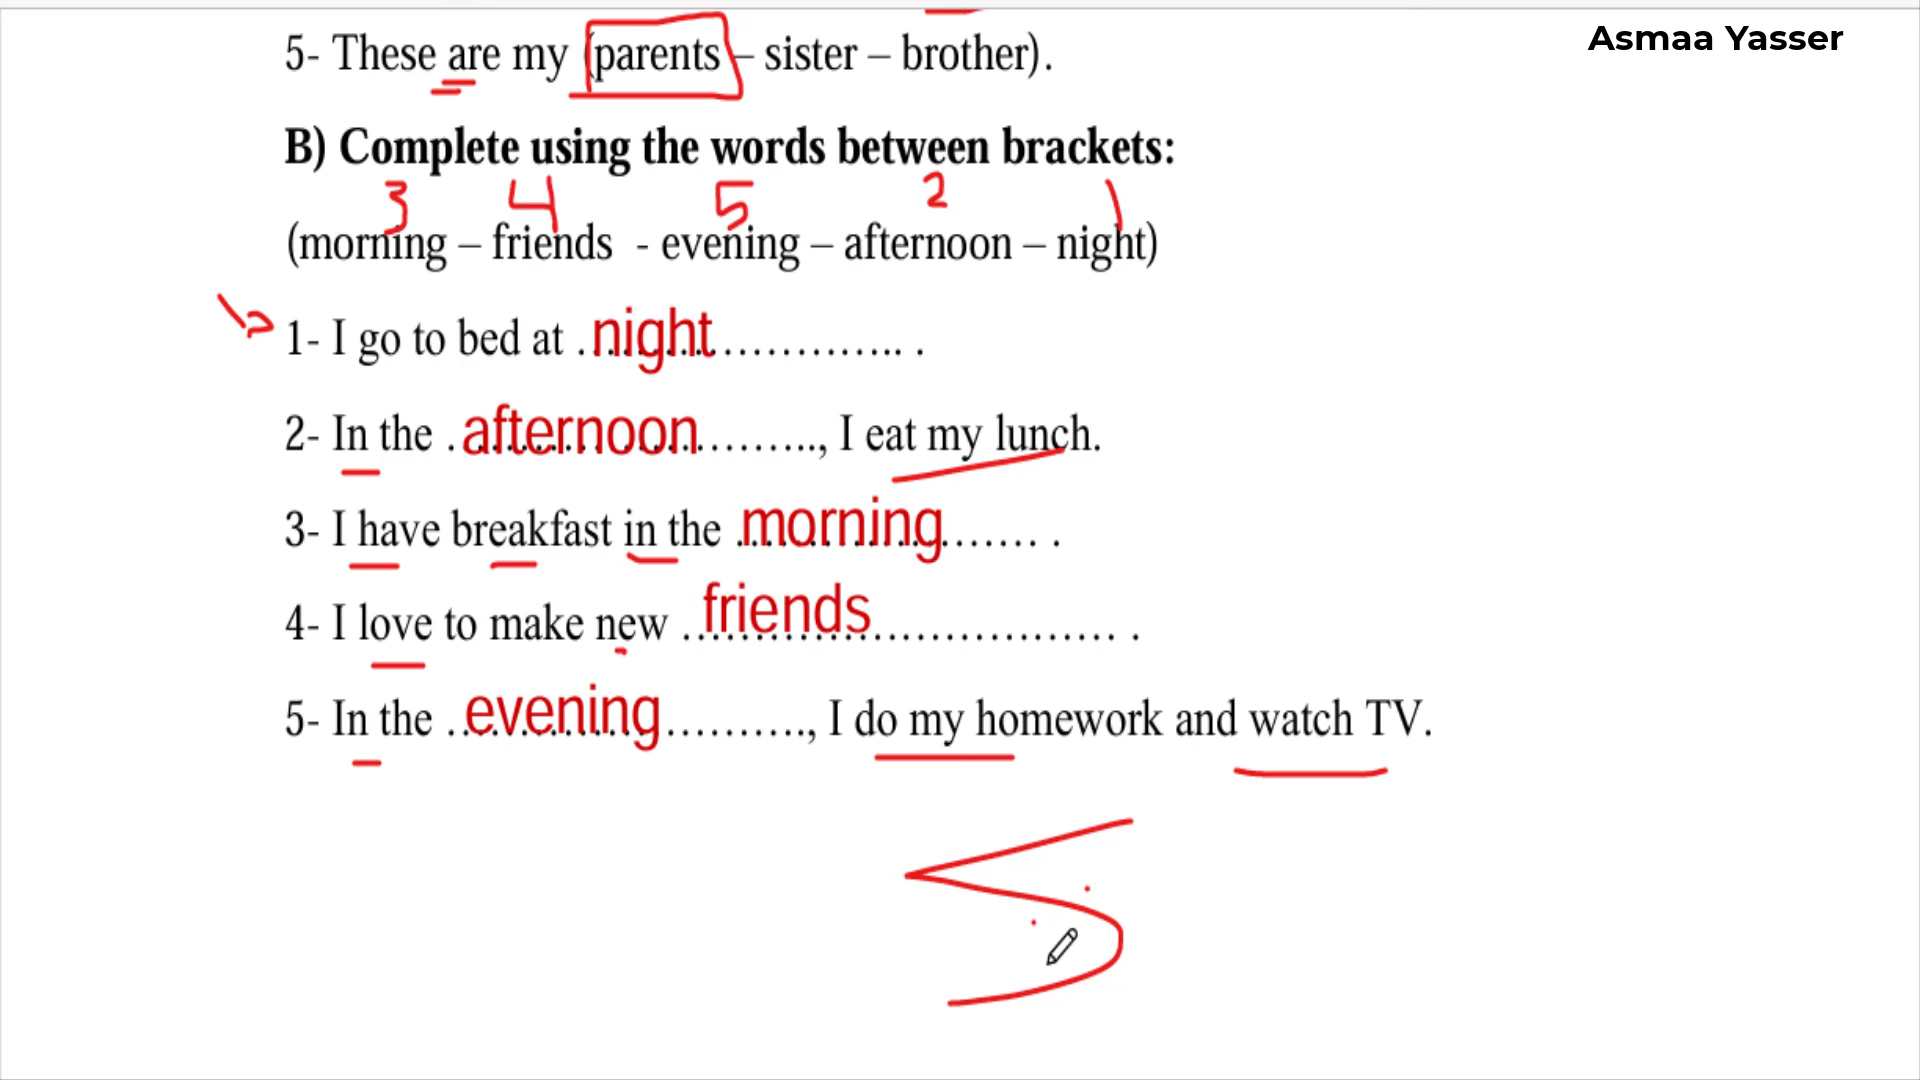 Asmaa Yasser
5- These are my (parents – sister – brother).
B) Complete using the words between brackets:
3 4 5 2 1
(morning – friends - evening – afternoon – night)
1- I go to bed at .night………………….. .
2- In the .afternoon…………….., I eat my lunch.
3- I have breakfast in the .morning……. .
4- I love to make new ..friends………………………. .
5- In the .evening………….., I do my homework and watch TV.
5